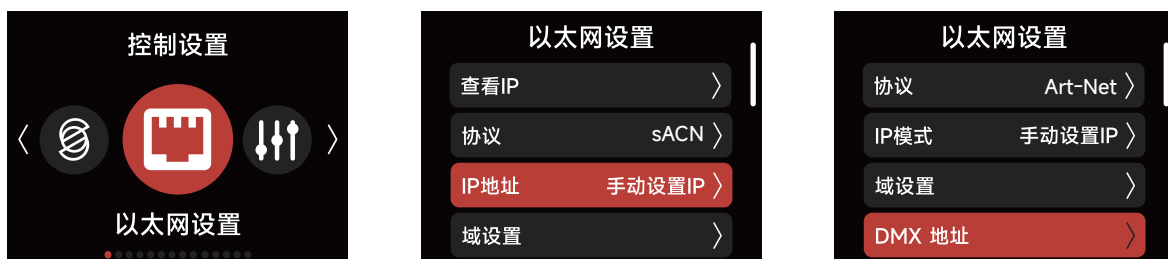 控制设置
以太网设置
以太网设置
查看IP
协议 sACN
IP地址 手动设置IP
域设置
以太网设置
协议 Art-Net
IP模式 手动设置IP
域设置
DMX 地址